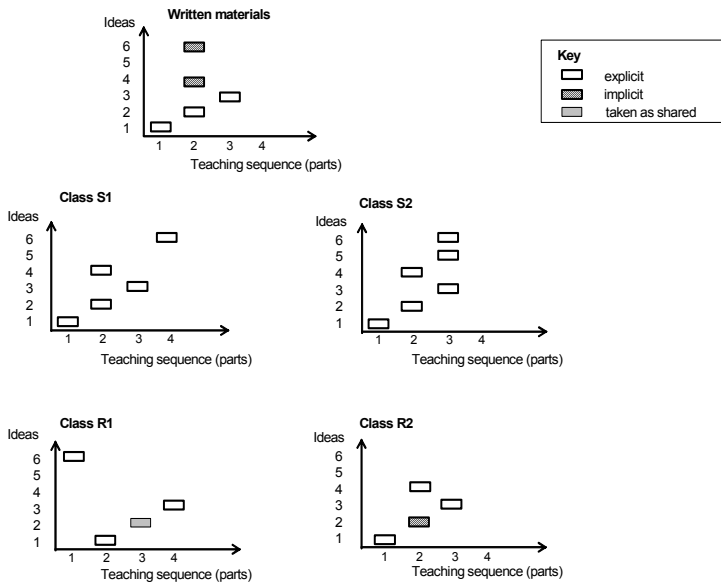 Written materials
Ideas
6
5
4
3
2
1
1 2 3 4
Teaching sequence (parts)
Key
explicit
implicit
taken as shared
Class S1
Ideas
6
5
4
3
2
1
1 2 3 4
Teaching sequence (parts)
Class S2
Ideas
6
5
4
3
2
1
1 2 3 4
Teaching sequence (parts)
Class R1
Ideas
6
5
4
3
2
1
1 2 3 4
Teaching sequence (parts)
Class R2
Ideas
6
5
4
3
2
1
1 2 3 4
Teaching sequence (parts)